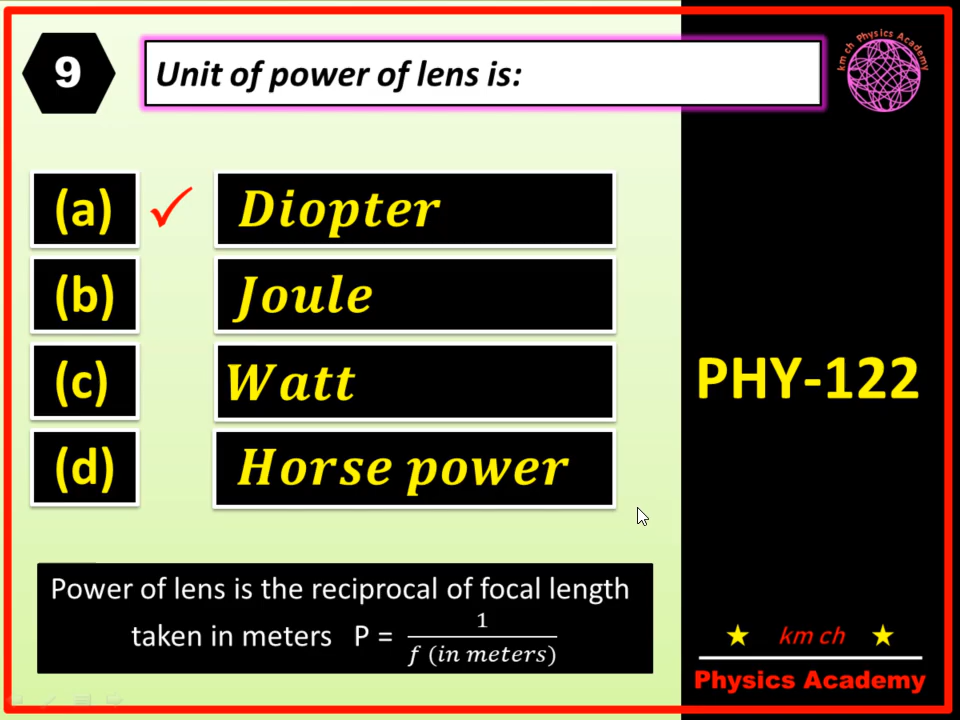 9
Unit of power of lens is:
km ch Physics Academy
(a) ✓ Diopter
(b) Joule
(c) Watt
(d) Horse power
PHY-122
Power of lens is the reciprocal of focal length
taken in meters P = 1 / f (in meters)
★ km ch ★
Physics Academy